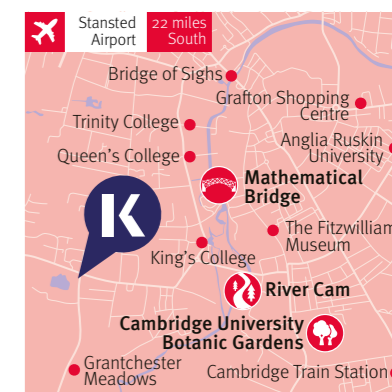 Stansted
Airport
22 miles
South
Bridge of Sighs
Grafton Shopping
Centre
Trinity College
Anglia Ruskin
University
Queen's College
Mathematical
Bridge
K
The Fitzwilliam
Museum
King's College
River Cam
Cambridge University
Botanic Gardens
Grantchester
Meadows
Cambridge Train Station